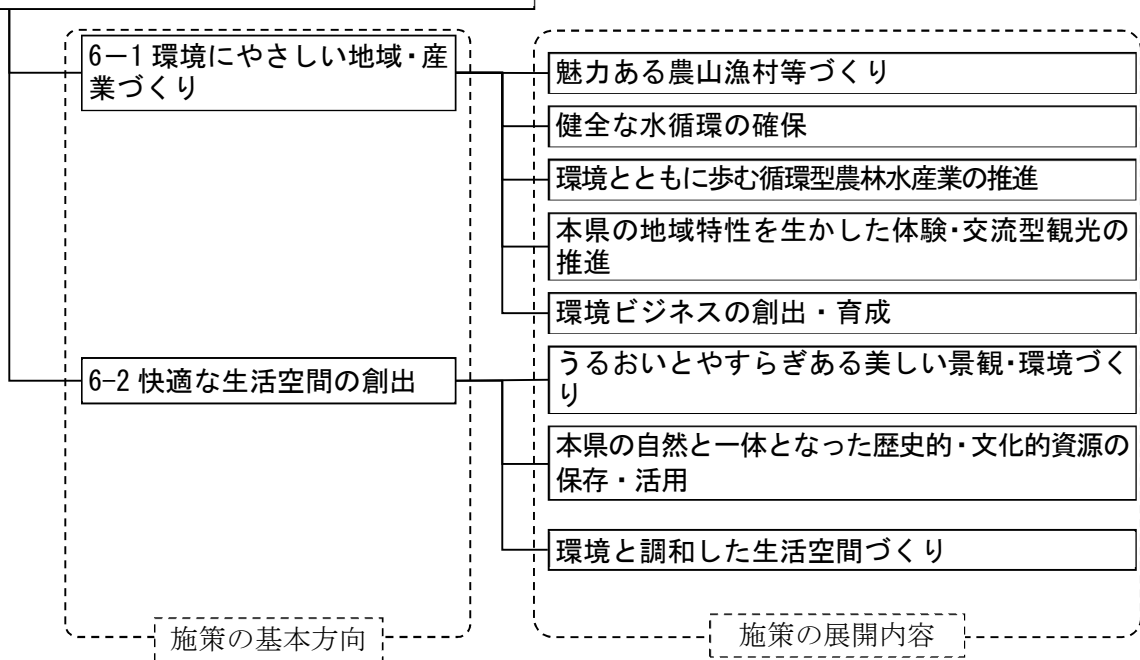 6－1 環境にやさしい地域・産
業づくり
魅力ある農山漁村等づくり
健全な水循環の確保
環境とともに歩む循環型農林水産業の推進
本県の地域特性を生かした体験・交流型観光の
推進
環境ビジネスの創出・育成
6-2 快適な生活空間の創出
うるおいとやすらぎある美しい景観・環境づく
り
本県の自然と一体となった歴史的・文化的資源の
保存・活用
環境と調和した生活空間づくり
施策の基本方向
施策の展開内容